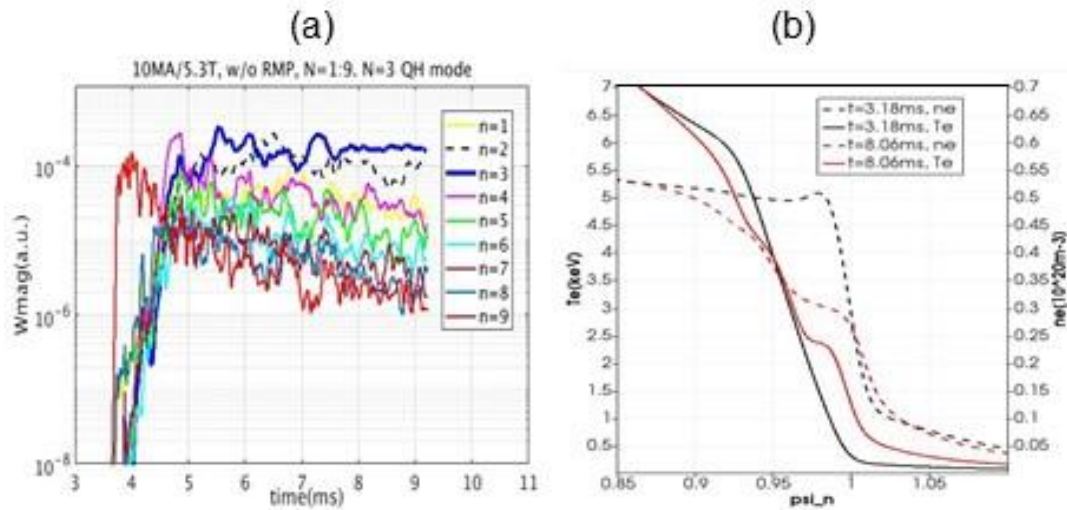 (a)
10MA/5.3T, w/o RMP, N=1:9. N=3 QH mode
Wmag(a.u.)
10^-4
10^-6
10^-8
3 4 5 6 7 8 9 10 11
time(ms)
n=1
n=2
n=3
n=4
n=5
n=6
n=7
n=8
n=9
(b)
Te(keV)
7
6.5
6
5.5
5
4.5
4
3.5
3
2.5
2
1.5
1
0.5
0.85 0.9 0.95 1 1.05
psi_n
t=3.18ms, ne
t=3.18ms, Te
t=8.06ms, ne
t=8.06ms, Te
0.7
0.65
0.6
0.55
0.5
0.45
0.4
0.35
0.3
0.25
0.2
0.15
0.1
0.05
ne(10^20m-3)